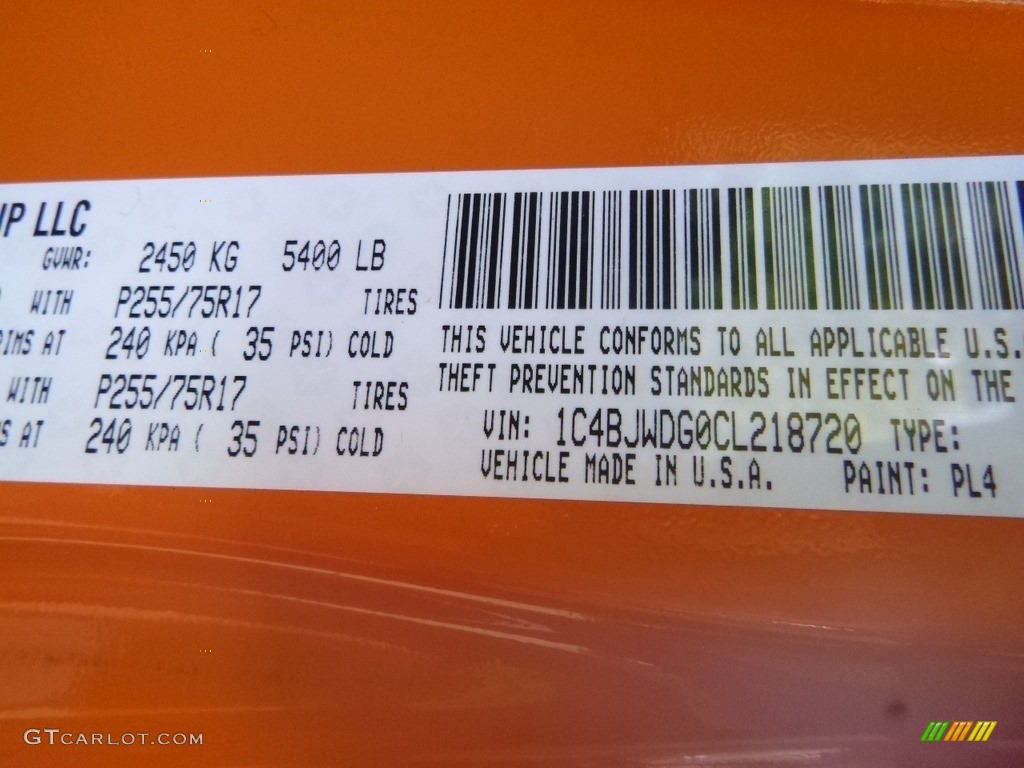 UP LLC
GVWR: 2450 KG 5400 LB
WITH P255/75R17 TIRES
RIMS AT 240 KPA ( 35 PSI) COLD
WITH P255/75R17 TIRES
S AT 240 KPA ( 35 PSI) COLD
THIS VEHICLE CONFORMS TO ALL APPLICABLE U.S.
THEFT PREVENTION STANDARDS IN EFFECT ON THE
VIN: 1C4BJWDG0CL218720 TYPE:
VEHICLE MADE IN U.S.A. PAINT: PL4
GTCARLOT.COM